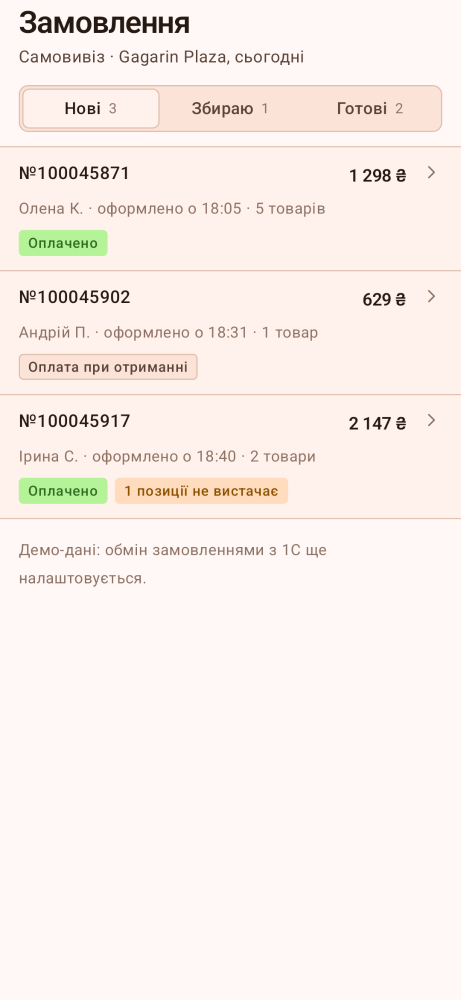 Замовлення
Самовивіз · Gagarin Plaza, сьогодні
Нові 3 Збираю 1 Готові 2
№100045871 1 298 ₴
Олена К. · оформлено о 18:05 · 5 товарів
Оплачено
№100045902 629 ₴
Андрій П. · оформлено о 18:31 · 1 товар
Оплата при отриманні
№100045917 2 147 ₴
Ірина С. · оформлено о 18:40 · 2 товари
Оплачено 1 позиції не вистачає
Демо-дані: обмін замовленнями з 1С ще
налаштовується.